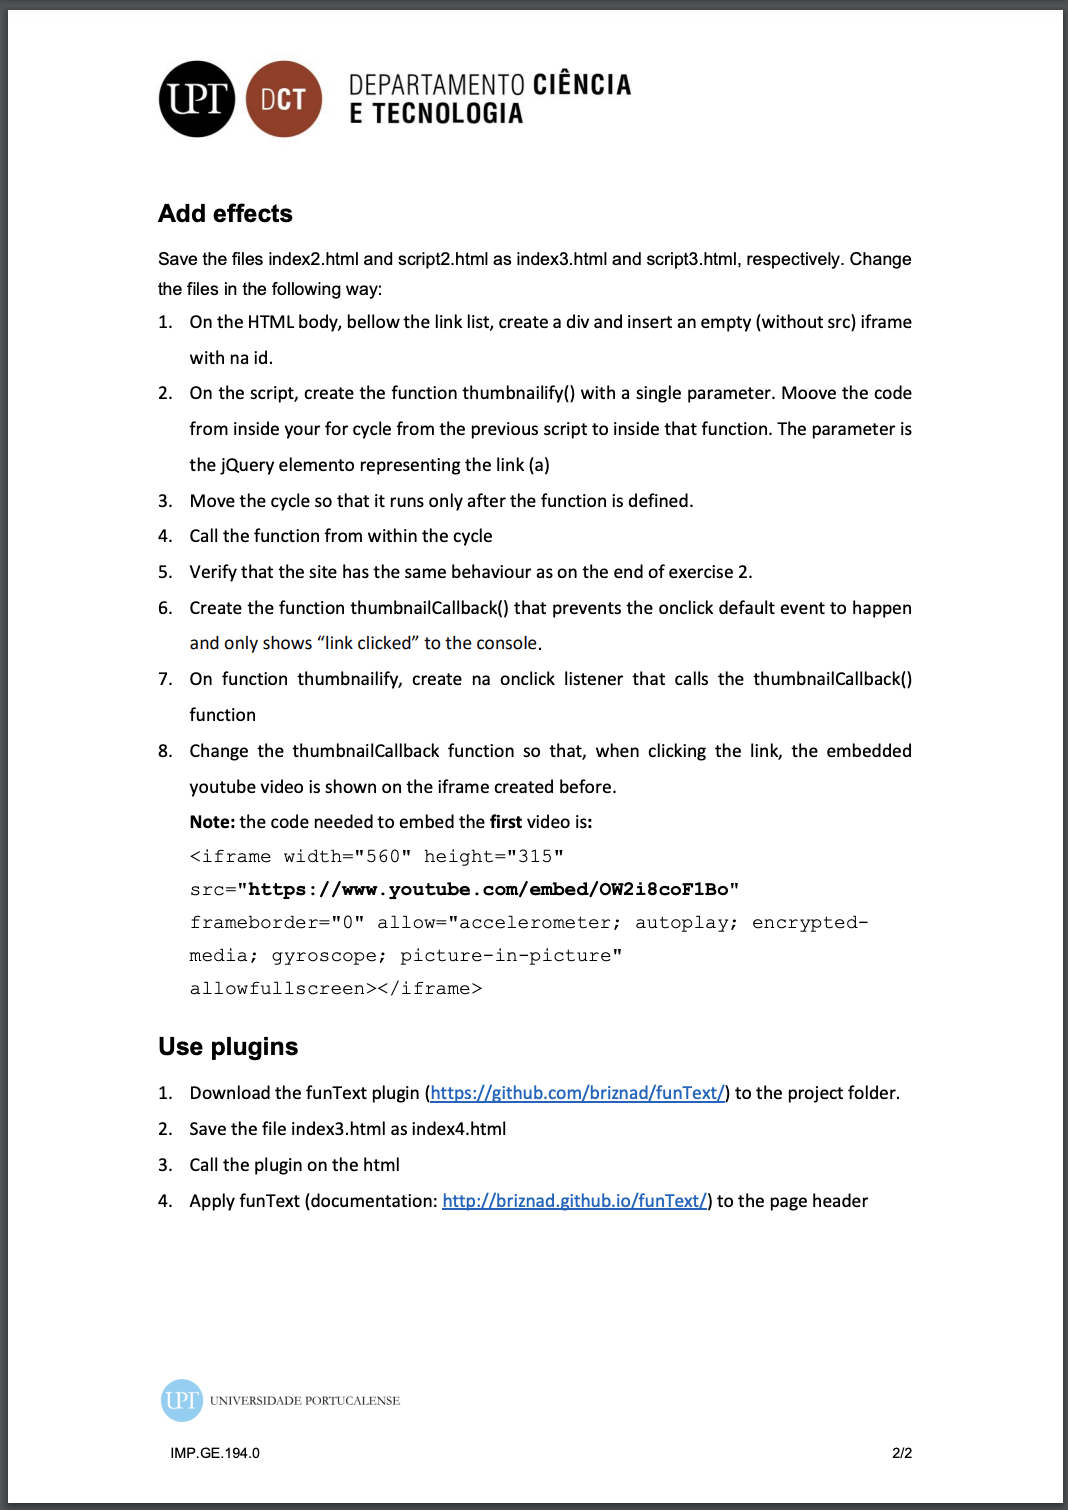 UPT DCT DEPARTAMENTO CIÊNCIA
E TECNOLOGIA
Add effects
Save the files index2.html and script2.html as index3.html and script3.html, respectively. Change
the files in the following way:
1. On the HTML body, bellow the link list, create a div and insert an empty (without src) iframe
with na id.
2. On the script, create the function thumbnailify() with a single parameter. Moove the code
from inside your for cycle from the previous script to inside that function. The parameter is
the jQuery elemento representing the link (a)
3. Move the cycle so that it runs only after the function is defined.
4. Call the function from within the cycle
5. Verify that the site has the same behaviour as on the end of exercise 2.
6. Create the function thumbnailCallback() that prevents the onclick default event to happen
and only shows “link clicked” to the console.
7. On function thumbnailify, create na onclick listener that calls the thumbnailCallback()
function
8. Change the thumbnailCallback function so that, when clicking the link, the embedded
youtube video is shown on the iframe created before.
Note: the code needed to embed the first video is:
<iframe width="560" height="315"
src="https://www.youtube.com/embed/OW2i8coF1Bo"
frameborder="0" allow="accelerometer; autoplay; encrypted-
media; gyroscope; picture-in-picture"
allowfullscreen></iframe>
Use plugins
1. Download the funText plugin (https://github.com/briznad/funText/) to the project folder.
2. Save the file index3.html as index4.html
3. Call the plugin on the html
4. Apply funText (documentation: http://briznad.github.io/funText/) to the page header
UPT UNIVERSIDADE PORTUCALENSE
IMP.GE.194.0 2/2